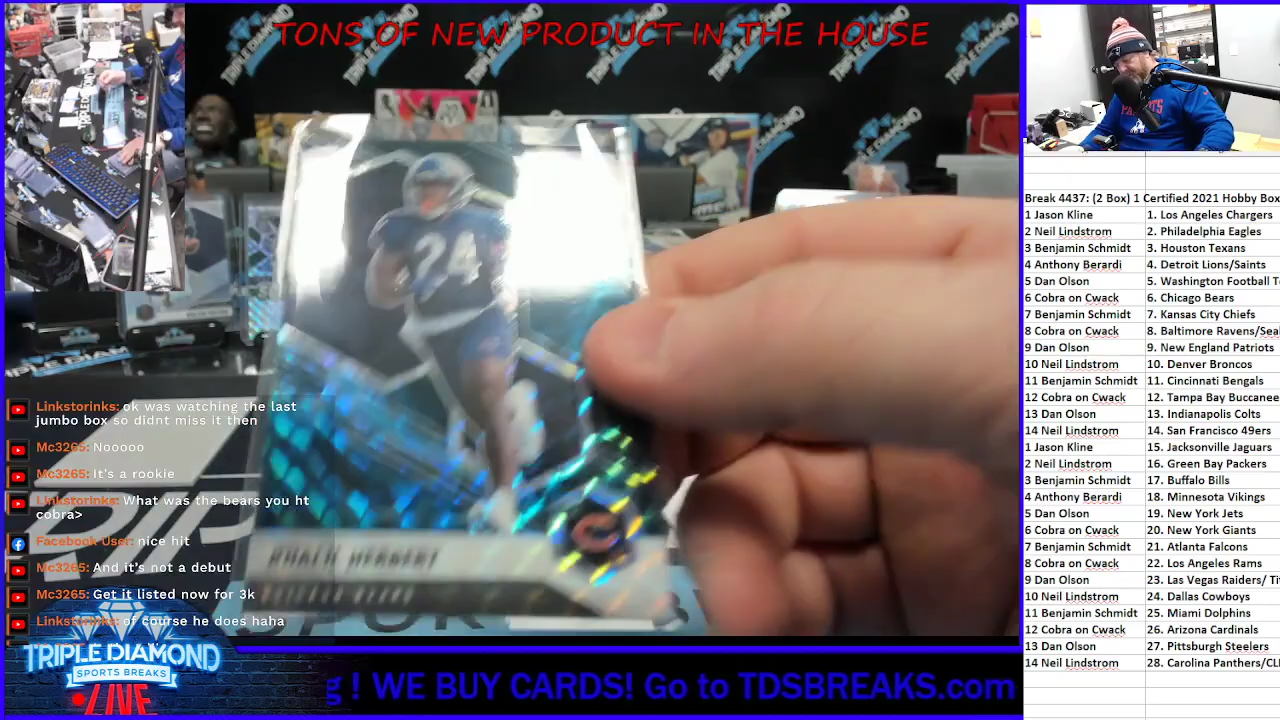 TONS OF NEW PRODUCT IN THE HOUSE
24
HERBERT
Linkstorinks: ok was watching the last
jumbo box so didnt miss it then
Mc3265: Nooooo
Mc3265: It's a rookie
Linkstorinks: What was the bears you ht
cobra>
Facebook User: nice hit
Mc3265: And it's not a debut
Mc3265: Get it listed now for 3k
Linkstorinks: of course he does haha
TRIPLE DIAMOND
SPORTS BREAKS
LIVE
g ! WE BUY CARDS!
Break 4437: (2 Box) 1 Certified 2021 Hobby Box
1 Jason Kline 1. Los Angeles Chargers
2 Neil Lindstrom 2. Philadelphia Eagles
3 Benjamin Schmidt 3. Houston Texans
4 Anthony Berardi 4. Detroit Lions/Saints
5 Dan Olson 5. Washington Football T
6 Cobra on Cwack 6. Chicago Bears
7 Benjamin Schmidt 7. Kansas City Chiefs
8 Cobra on Cwack 8. Baltimore Ravens/Sea
9 Dan Olson 9. New England Patriots
10 Neil Lindstrom 10. Denver Broncos
11 Benjamin Schmidt 11. Cincinnati Bengals
12 Cobra on Cwack 12. Tampa Bay Buccanee
13 Dan Olson 13. Indianapolis Colts
14 Neil Lindstrom 14. San Francisco 49ers
1 Jason Kline 15. Jacksonville Jaguars
2 Neil Lindstrom 16. Green Bay Packers
3 Benjamin Schmidt 17. Buffalo Bills
4 Anthony Berardi 18. Minnesota Vikings
5 Dan Olson 19. New York Jets
6 Cobra on Cwack 20. New York Giants
7 Benjamin Schmidt 21. Atlanta Falcons
8 Cobra on Cwack 22. Los Angeles Rams
9 Dan Olson 23. Las Vegas Raiders/ Ti
10 Neil Lindstrom 24. Dallas Cowboys
11 Benjamin Schmidt 25. Miami Dolphins
12 Cobra on Cwack 26. Arizona Cardinals
13 Dan Olson Steelers
14 Neil Lindstrom 28.